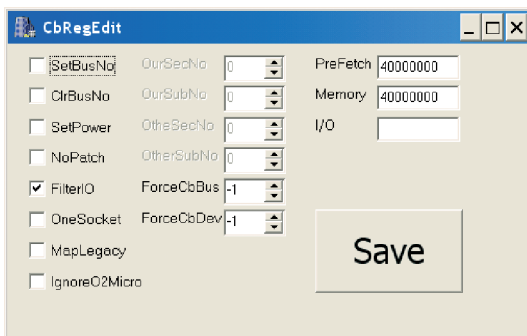 CbRegEdit
SetBusNo OurSecNo 0 PreFetch 40000000
ClrBusNo OurSubNo 0 Memory 40000000
SetPower OtheSecNo 0 I/O
NoPatch OtherSubNo 0
FilterIO ForceCbBus -1
OneSocket ForceCbDev -1
MapLegacy
IgnoreO2Micro
Save